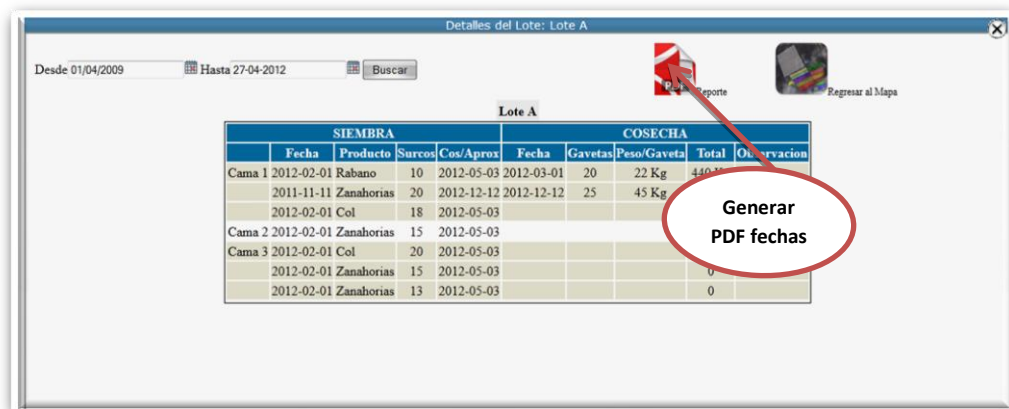 Detalles del Lote: Lote A
Desde 01/04/2009 Hasta 27-04-2012 Buscar Reporte Regresar al Mapa
Lote A
SIEMBRA COSECHA
Fecha Producto Surcos Cos/Aprox Fecha Gavetas Peso/Gaveta Total Observacion
Cama 1 2012-02-01 Rabano 10 2012-05-03 2012-03-01 20 22 Kg 440
2011-11-11 Zanahorias 20 2012-12-12 2012-12-12 25 45 Kg
2012-02-01 Col 18 2012-05-03
Cama 2 2012-02-01 Zanahorias 15 2012-05-03
Cama 3 2012-02-01 Col 20 2012-05-03
2012-02-01 Zanahorias 15 2012-05-03 0
2012-02-01 Zanahorias 13 2012-05-03 0
Generar
PDF fechas